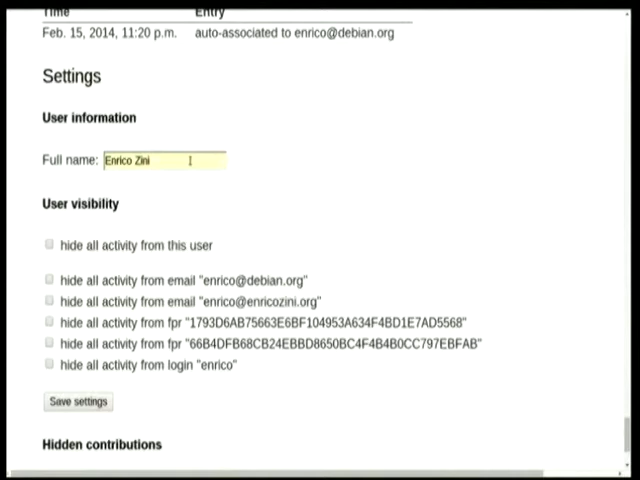 Time Entry
Feb. 15, 2014, 11:20 p.m. auto-associated to enrico@debian.org
Settings
User information
Full name: Enrico Zini
User visibility
hide all activity from this user
hide all activity from email "enrico@debian.org"
hide all activity from email "enrico@enricozini.org"
hide all activity from fpr "1793D6AB75663E6BF104953A634F4BD1E7AD5568"
hide all activity from fpr "66B4DFB68CB24EBBD8650BC4F4B4B0CC797EBFAB"
hide all activity from login "enrico"
Save settings
Hidden contributions